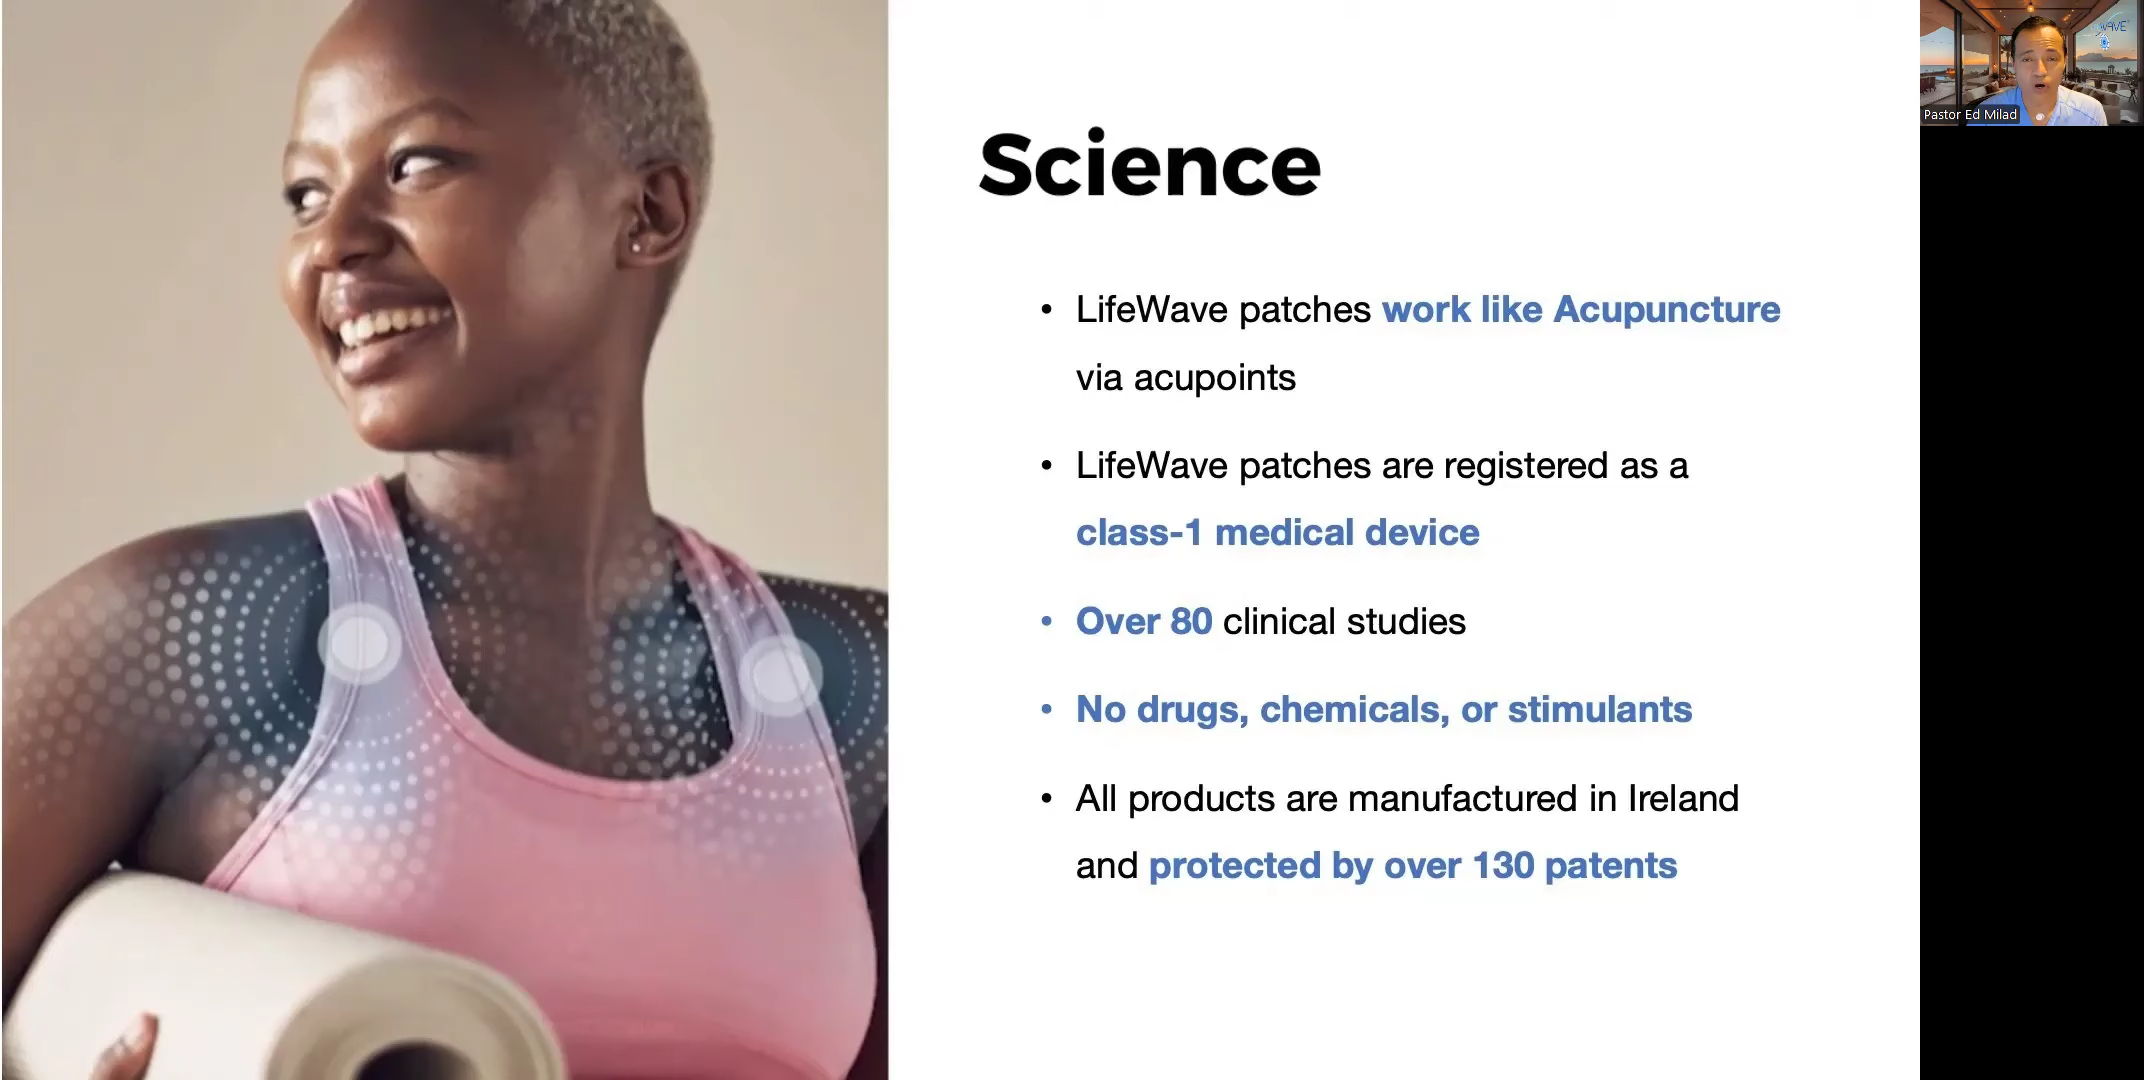 Science
• LifeWave patches work like Acupuncture
via acupoints
• LifeWave patches are registered as a
class-1 medical device
• Over 80 clinical studies
• No drugs, chemicals, or stimulants
• All products are manufactured in Ireland
and protected by over 130 patents
Pastor Ed Milad